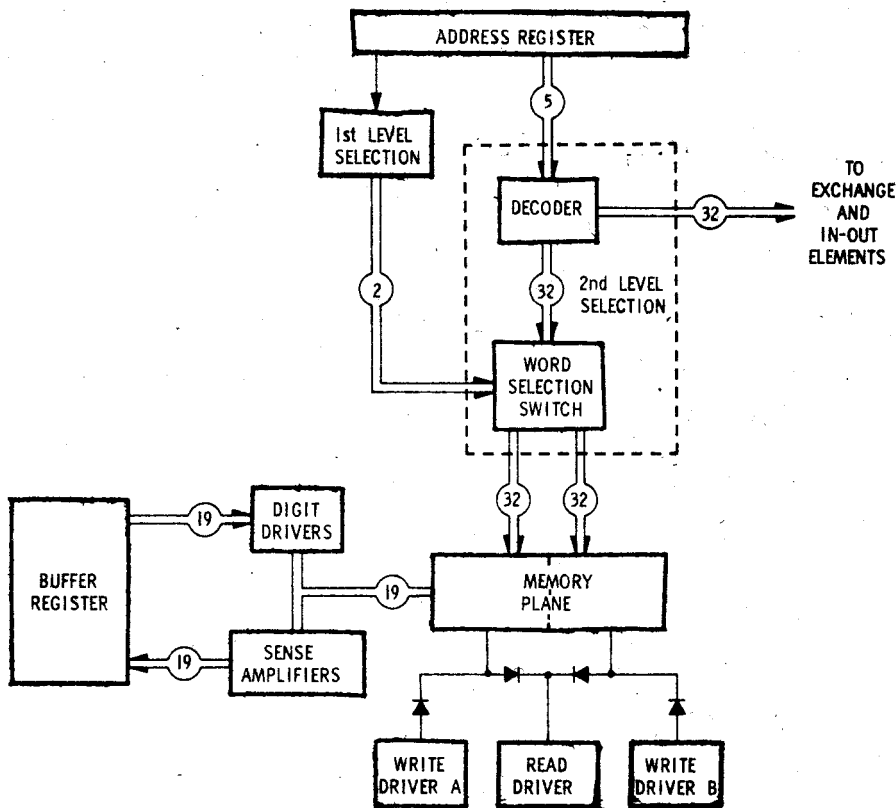 ADDRESS REGISTER
5
1st LEVEL
SELECTION
DECODER
32
TO
EXCHANGE
AND
IN-OUT
ELEMENTS
2
32
2nd LEVEL
SELECTION
WORD
SELECTION
SWITCH
32
32
19
DIGIT
DRIVERS
BUFFER
REGISTER
19
MEMORY
PLANE
19
SENSE
AMPLIFIERS
WRITE
DRIVER A
READ
DRIVER
WRITE
DRIVER B